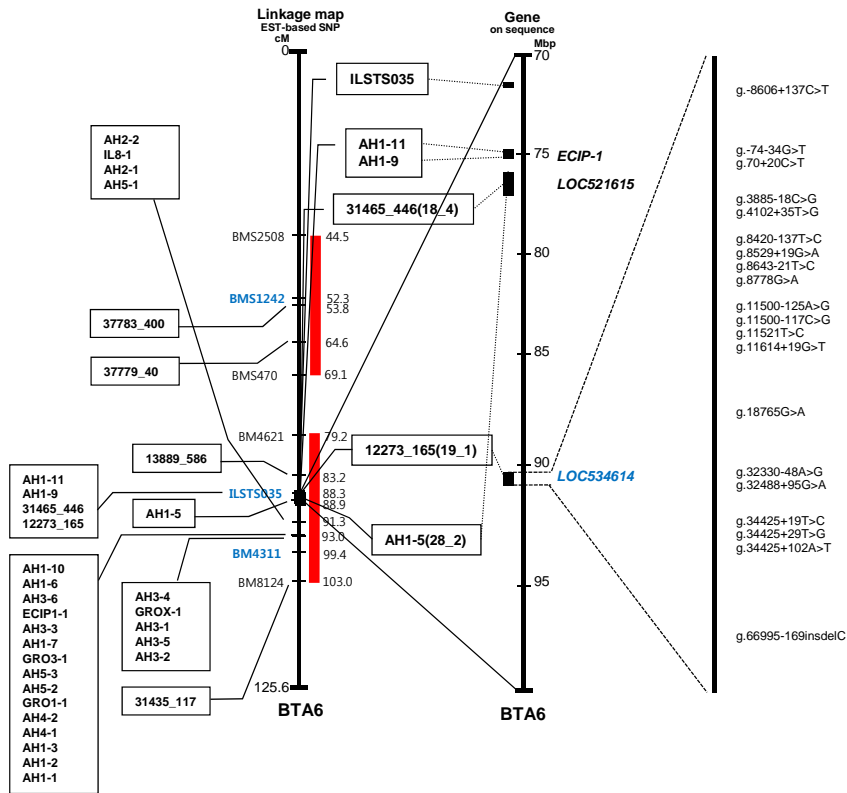 Linkage map
EST-based SNP
cM
0
AH2-2
IL8-1
AH2-1
AH5-1
BMS2508
44.5
BMS1242
52.3
53.8
37783_400
64.6
37779_40
BMS470
69.1
BM4621
79.2
13889_586
83.2
AH1-11
AH1-9
31465_446
12273_165
ILSTS035
88.3
AH1-5
88.9
91.3
93.0
BM4311
99.4
BM8124
103.0
AH1-10
AH1-6
AH3-6
ECIP1-1
AH3-3
AH1-7
GRO3-1
AH5-3
AH5-2
GRO1-1
AH4-2
AH4-1
AH1-3
AH1-2
AH1-1
AH3-4
GROX-1
AH3-1
AH3-5
AH3-2
31435_117
125.6
BTA6
ILSTS035
AH1-11
AH1-9
31465_446(18_4)
12273_165(19_1)
AH1-5(28_2)
Gene
on sequence
Mbp
70
75
ECIP-1
LOC521615
80
85
90
LOC534614
95
BTA6
g.-8606+137C>T
g.-74-34G>T
g.70+20C>T
g.3885-18C>G
g.4102+35T>G
g.8420-137T>C
g.8529+19G>A
g.8643-21T>C
g.8778G>A
g.11500-125A>G
g.11500-117C>G
g.11521T>C
g.11614+19G>T
g.18765G>A
g.32330-48A>G
g.32488+95G>A
g.34425+19T>C
g.34425+29T>G
g.34425+102A>T
g.66995-169insdelC